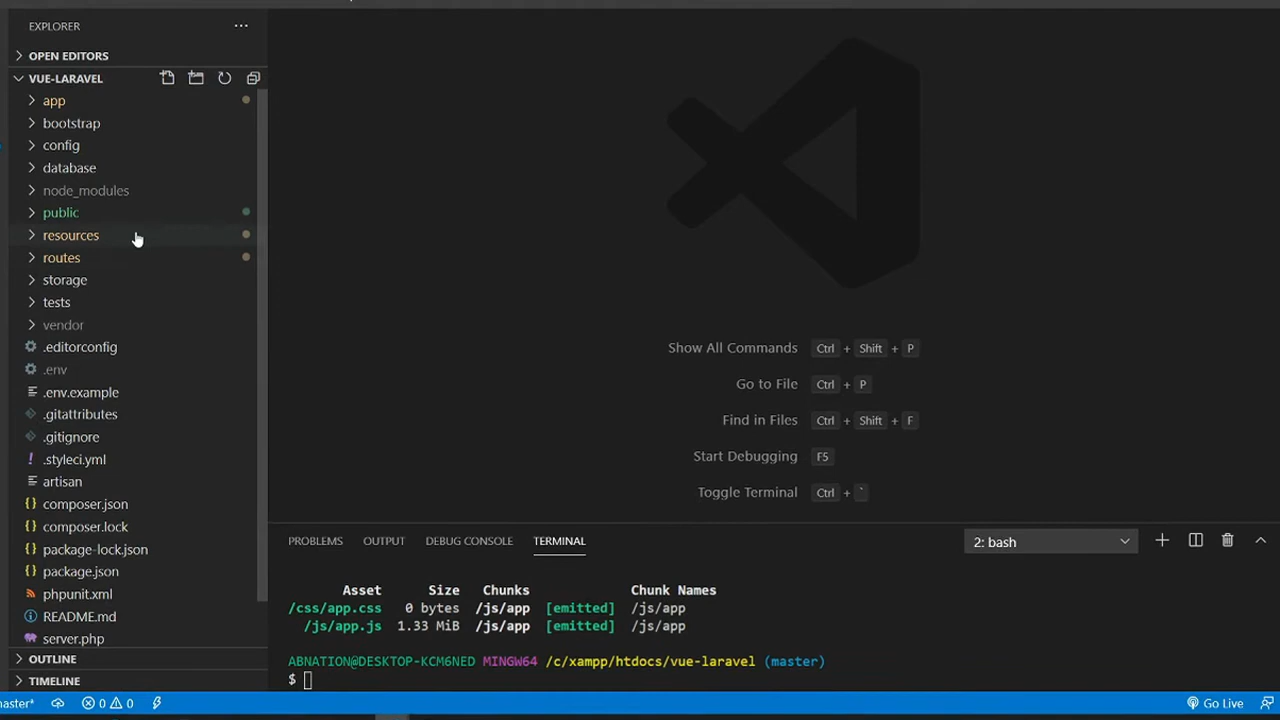 EXPLORER
OPEN EDITORS
VUE-LARAVEL
app
bootstrap
config
database
node_modules
public
resources
routes
storage
tests
vendor
.editorconfig
.env
.env.example
.gitattributes
.gitignore
.styleci.yml
artisan
composer.json
composer.lock
package-lock.json
package.json
phpunit.xml
README.md
server.php
OUTLINE
TIMELINE
Show All Commands Ctrl + Shift + P
Go to File Ctrl + P
Find in Files Ctrl + Shift + F
Start Debugging F5
Toggle Terminal Ctrl + `
PROBLEMS OUTPUT DEBUG CONSOLE TERMINAL 2: bash
Asset Size Chunks Chunk Names
/css/app.css 0 bytes /js/app [emitted] /js/app
/js/app.js 1.33 MiB /js/app [emitted] /js/app
ABNATION@DESKTOP-KCM6NED MINGW64 /c/xampp/htdocs/vue-laravel (master)
$
naster* 0 0 Go Live